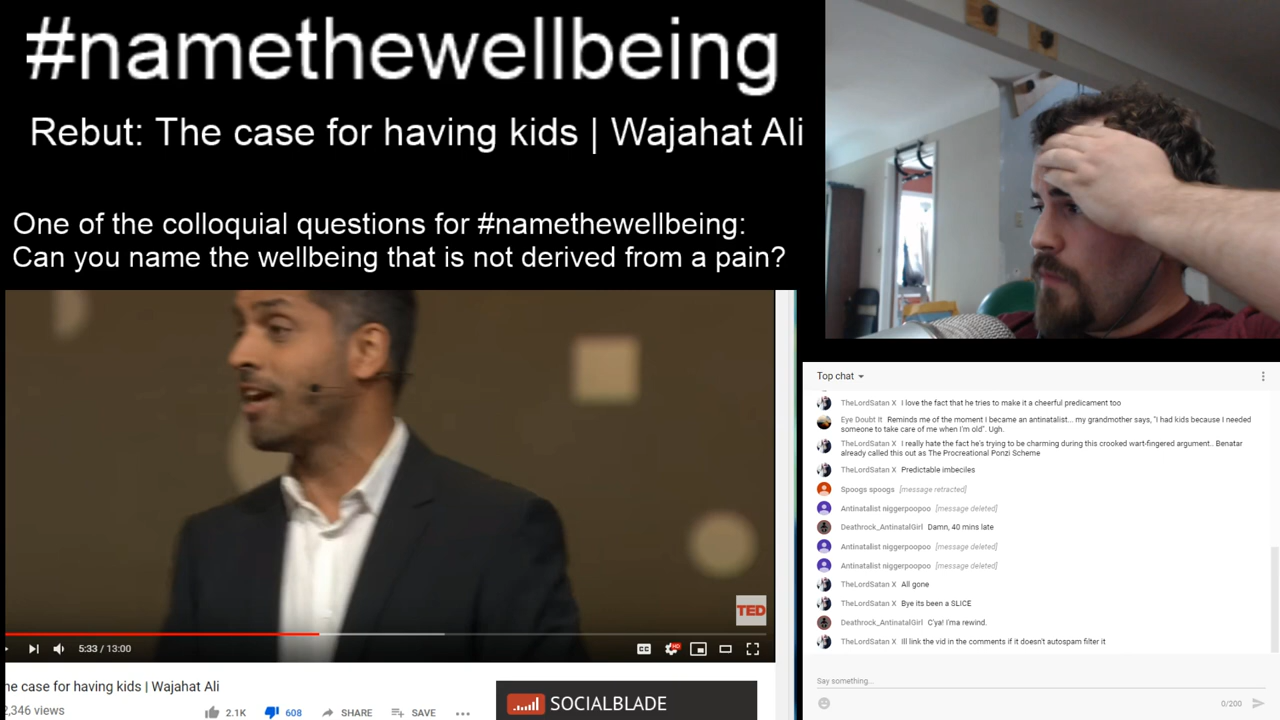 #namethewellbeing
Rebut: The case for having kids | Wajahat Ali
One of the colloquial questions for #namethewellbeing:
Can you name the wellbeing that is not derived from a pain?
TED
5:33 / 13:00
HD
he case for having kids | Wajahat Ali
2,346 views
2.1K
608
SHARE
SAVE
SOCIALBLADE
Top chat
TheLordSatan X I love the fact that he tries to make it a cheerful predicament too
Eye Doubt It Reminds me of the moment I became an antinatalist... my grandmother says, "I had kids because I needed
someone to take care of me when I'm old". Ugh.
TheLordSatan X I really hate the fact he's trying to be charming during this crooked wart-fingered argument.. Benatar
already called this out as The Procreational Ponzi Scheme
TheLordSatan X Predictable imbeciles
Spoogs spoogs [message retracted]
Antinatalist niggerpoopoo [message deleted]
Deathrock_AntinatalGirl Damn, 40 mins late
Antinatalist niggerpoopoo [message deleted]
Antinatalist niggerpoopoo [message deleted]
TheLordSatan X All gone
TheLordSatan X Bye its been a SLICE
Deathrock_AntinatalGirl C'ya! I'ma rewind.
TheLordSatan X Ill link the vid in the comments if it doesn't autospam filter it
Say something...
0/200